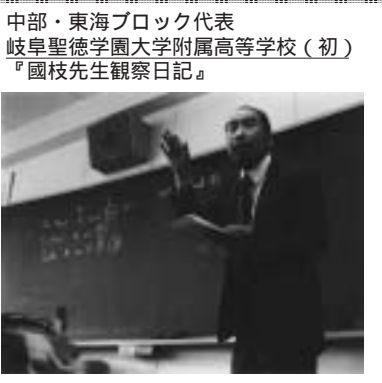 中部・東海ブロック代表
岐阜聖徳学園大学附属高等学校(初)
『國枝先生観察日記』